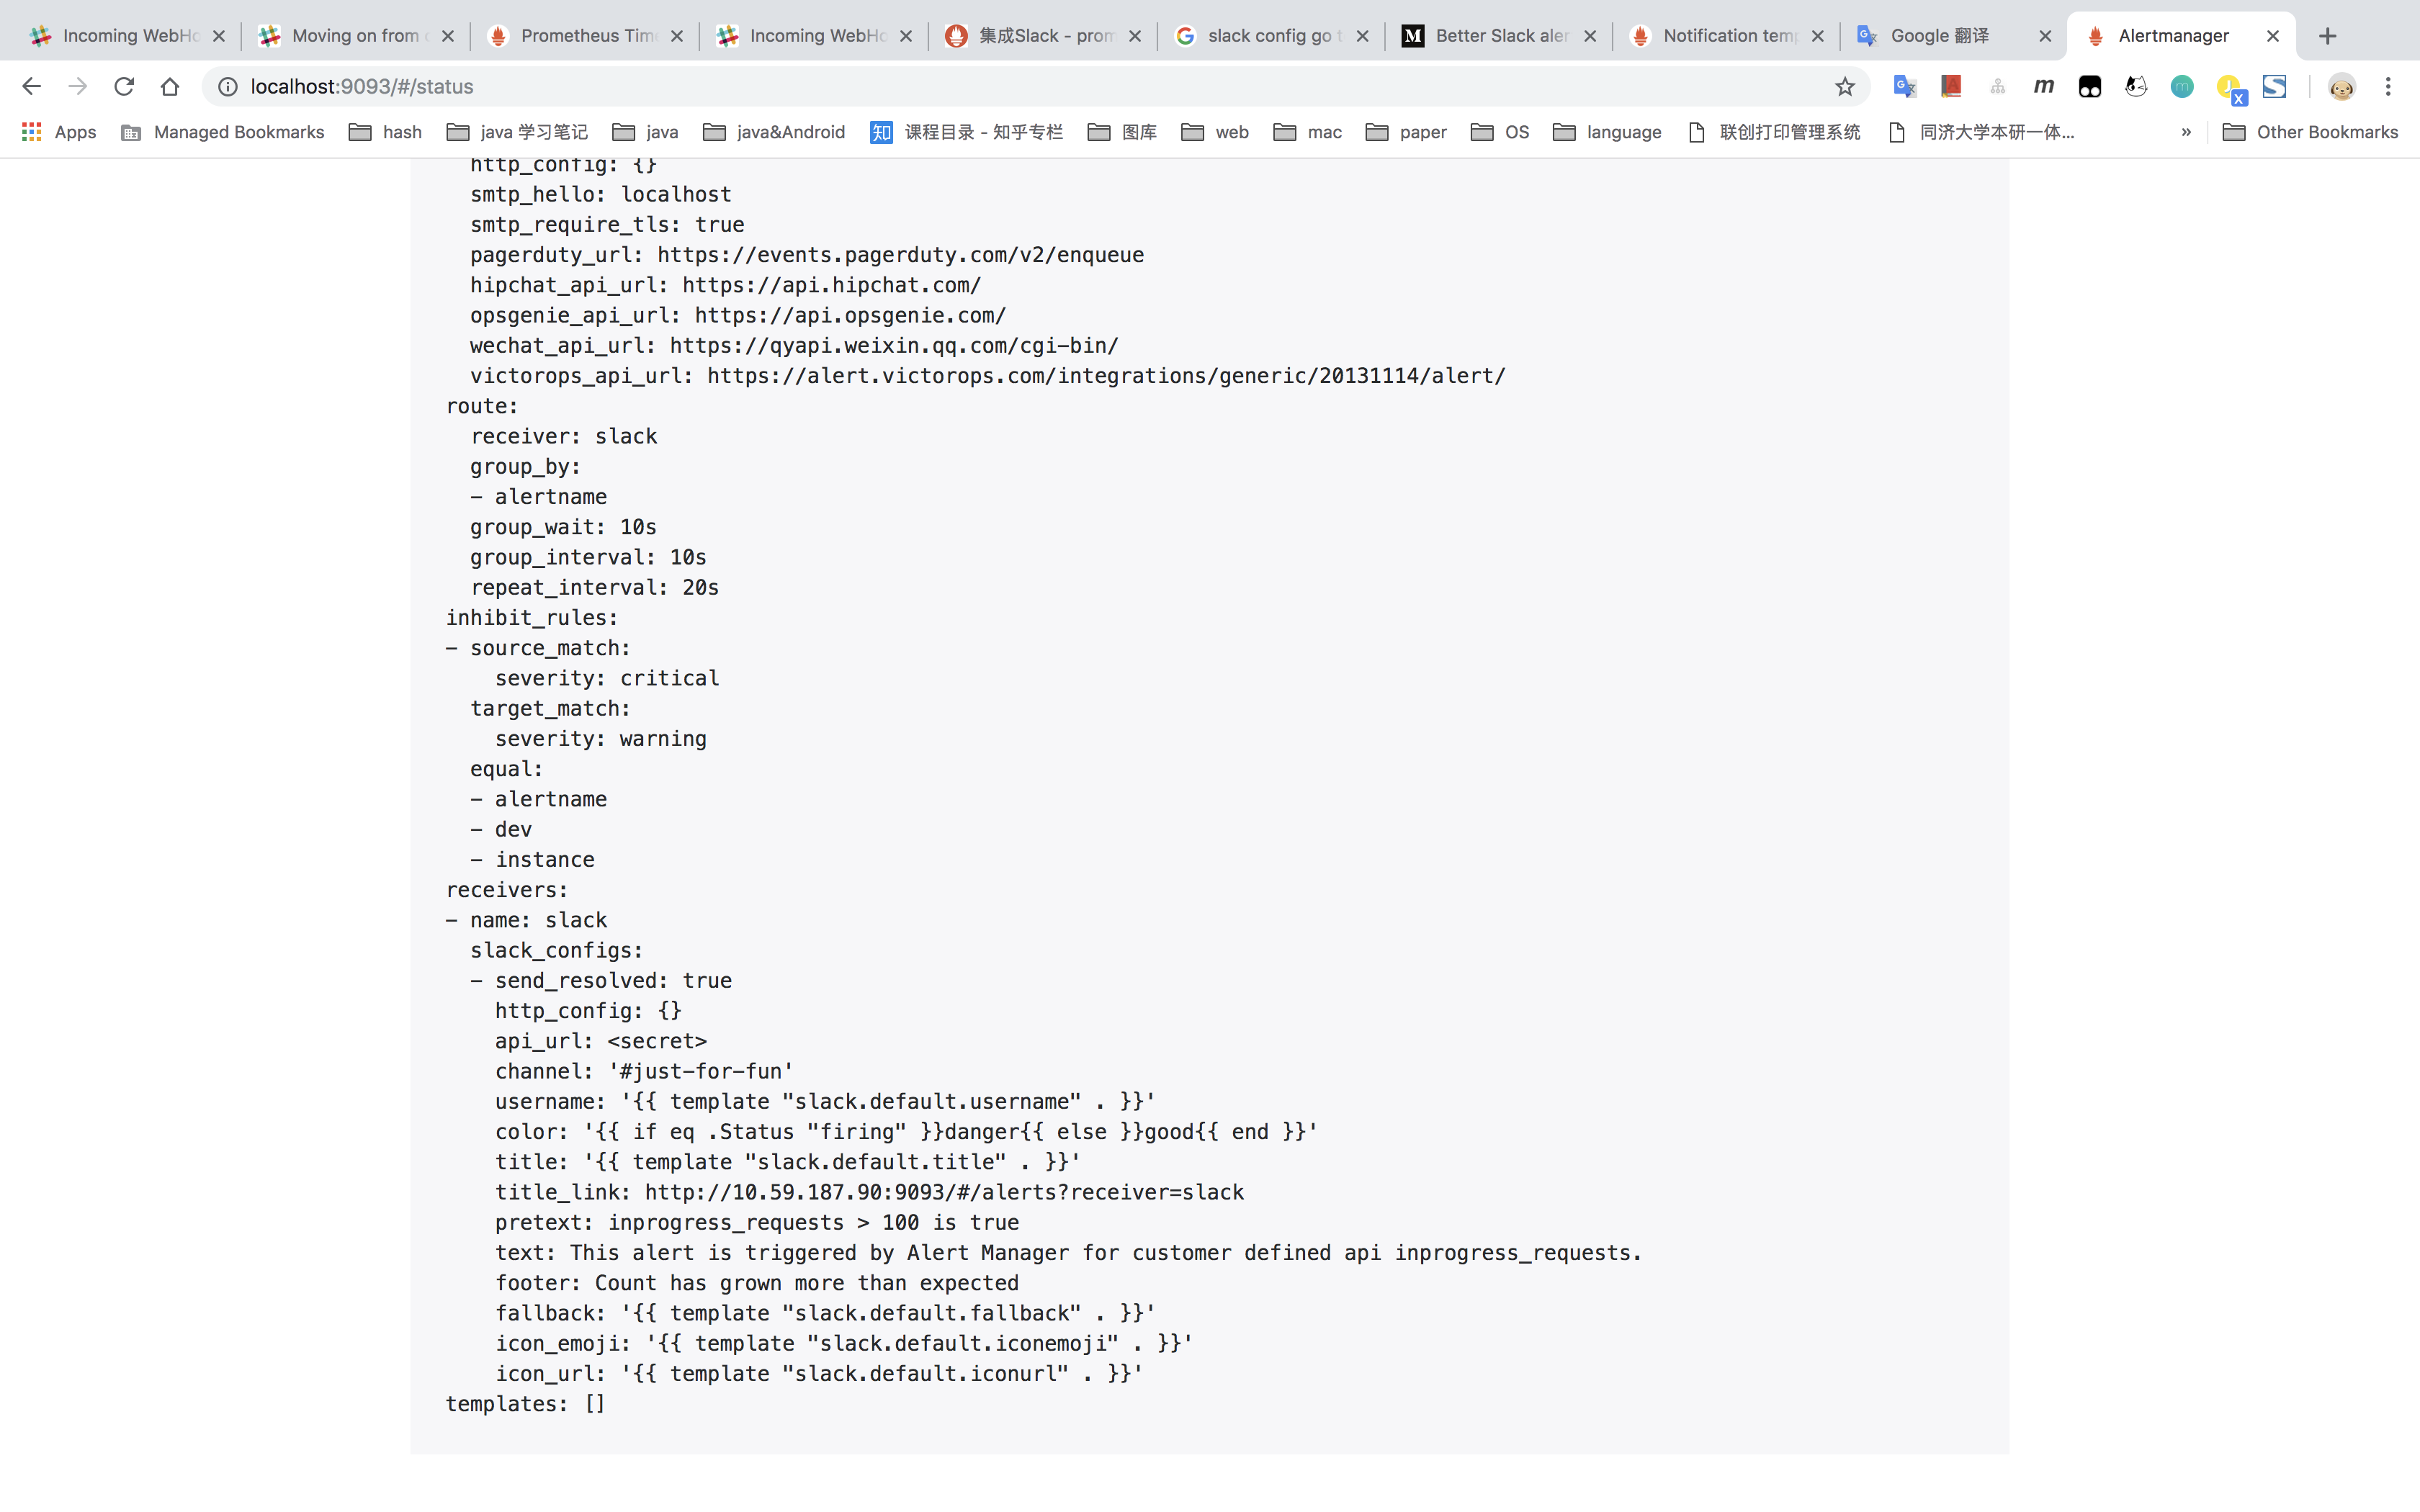 Incoming WebHo
Moving on from
Prometheus Time
Incoming WebHo
集成Slack - prom
slack config go t
Better Slack aler
Notification temp
Google 翻译
Alertmanager
localhost:9093/#/status
Apps
Managed Bookmarks
hash
java 学习笔记
java
java&Android
知 课程目录 - 知乎专栏
图库
web
mac
paper
OS
language
联创打印管理系统
同济大学本研一体...
»
Other Bookmarks
http_config: {}
smtp_hello: localhost
smtp_require_tls: true
pagerduty_url: https://events.pagerduty.com/v2/enqueue
hipchat_api_url: https://api.hipchat.com/
opsgenie_api_url: https://api.opsgenie.com/
wechat_api_url: https://qyapi.weixin.qq.com/cgi-bin/
victorops_api_url: https://alert.victorops.com/integrations/generic/20131114/alert/
route:
receiver: slack
group_by:
- alertname
group_wait: 10s
group_interval: 10s
repeat_interval: 20s
inhibit_rules:
- source_match:
severity: critical
target_match:
severity: warning
equal:
- alertname
- dev
- instance
receivers:
- name: slack
slack_configs:
- send_resolved: true
http_config: {}
api_url: <secret>
channel: '#just-for-fun'
username: '{{ template "slack.default.username" . }}'
color: '{{ if eq .Status "firing" }}danger{{ else }}good{{ end }}'
title: '{{ template "slack.default.title" . }}'
title_link: http://10.59.187.90:9093/#/alerts?receiver=slack
pretext: inprogress_requests > 100 is true
text: This alert is triggered by Alert Manager for customer defined api inprogress_requests.
footer: Count has grown more than expected
fallback: '{{ template "slack.default.fallback" . }}'
icon_emoji: '{{ template "slack.default.iconemoji" . }}'
icon_url: '{{ template "slack.default.iconurl" . }}'
templates: []